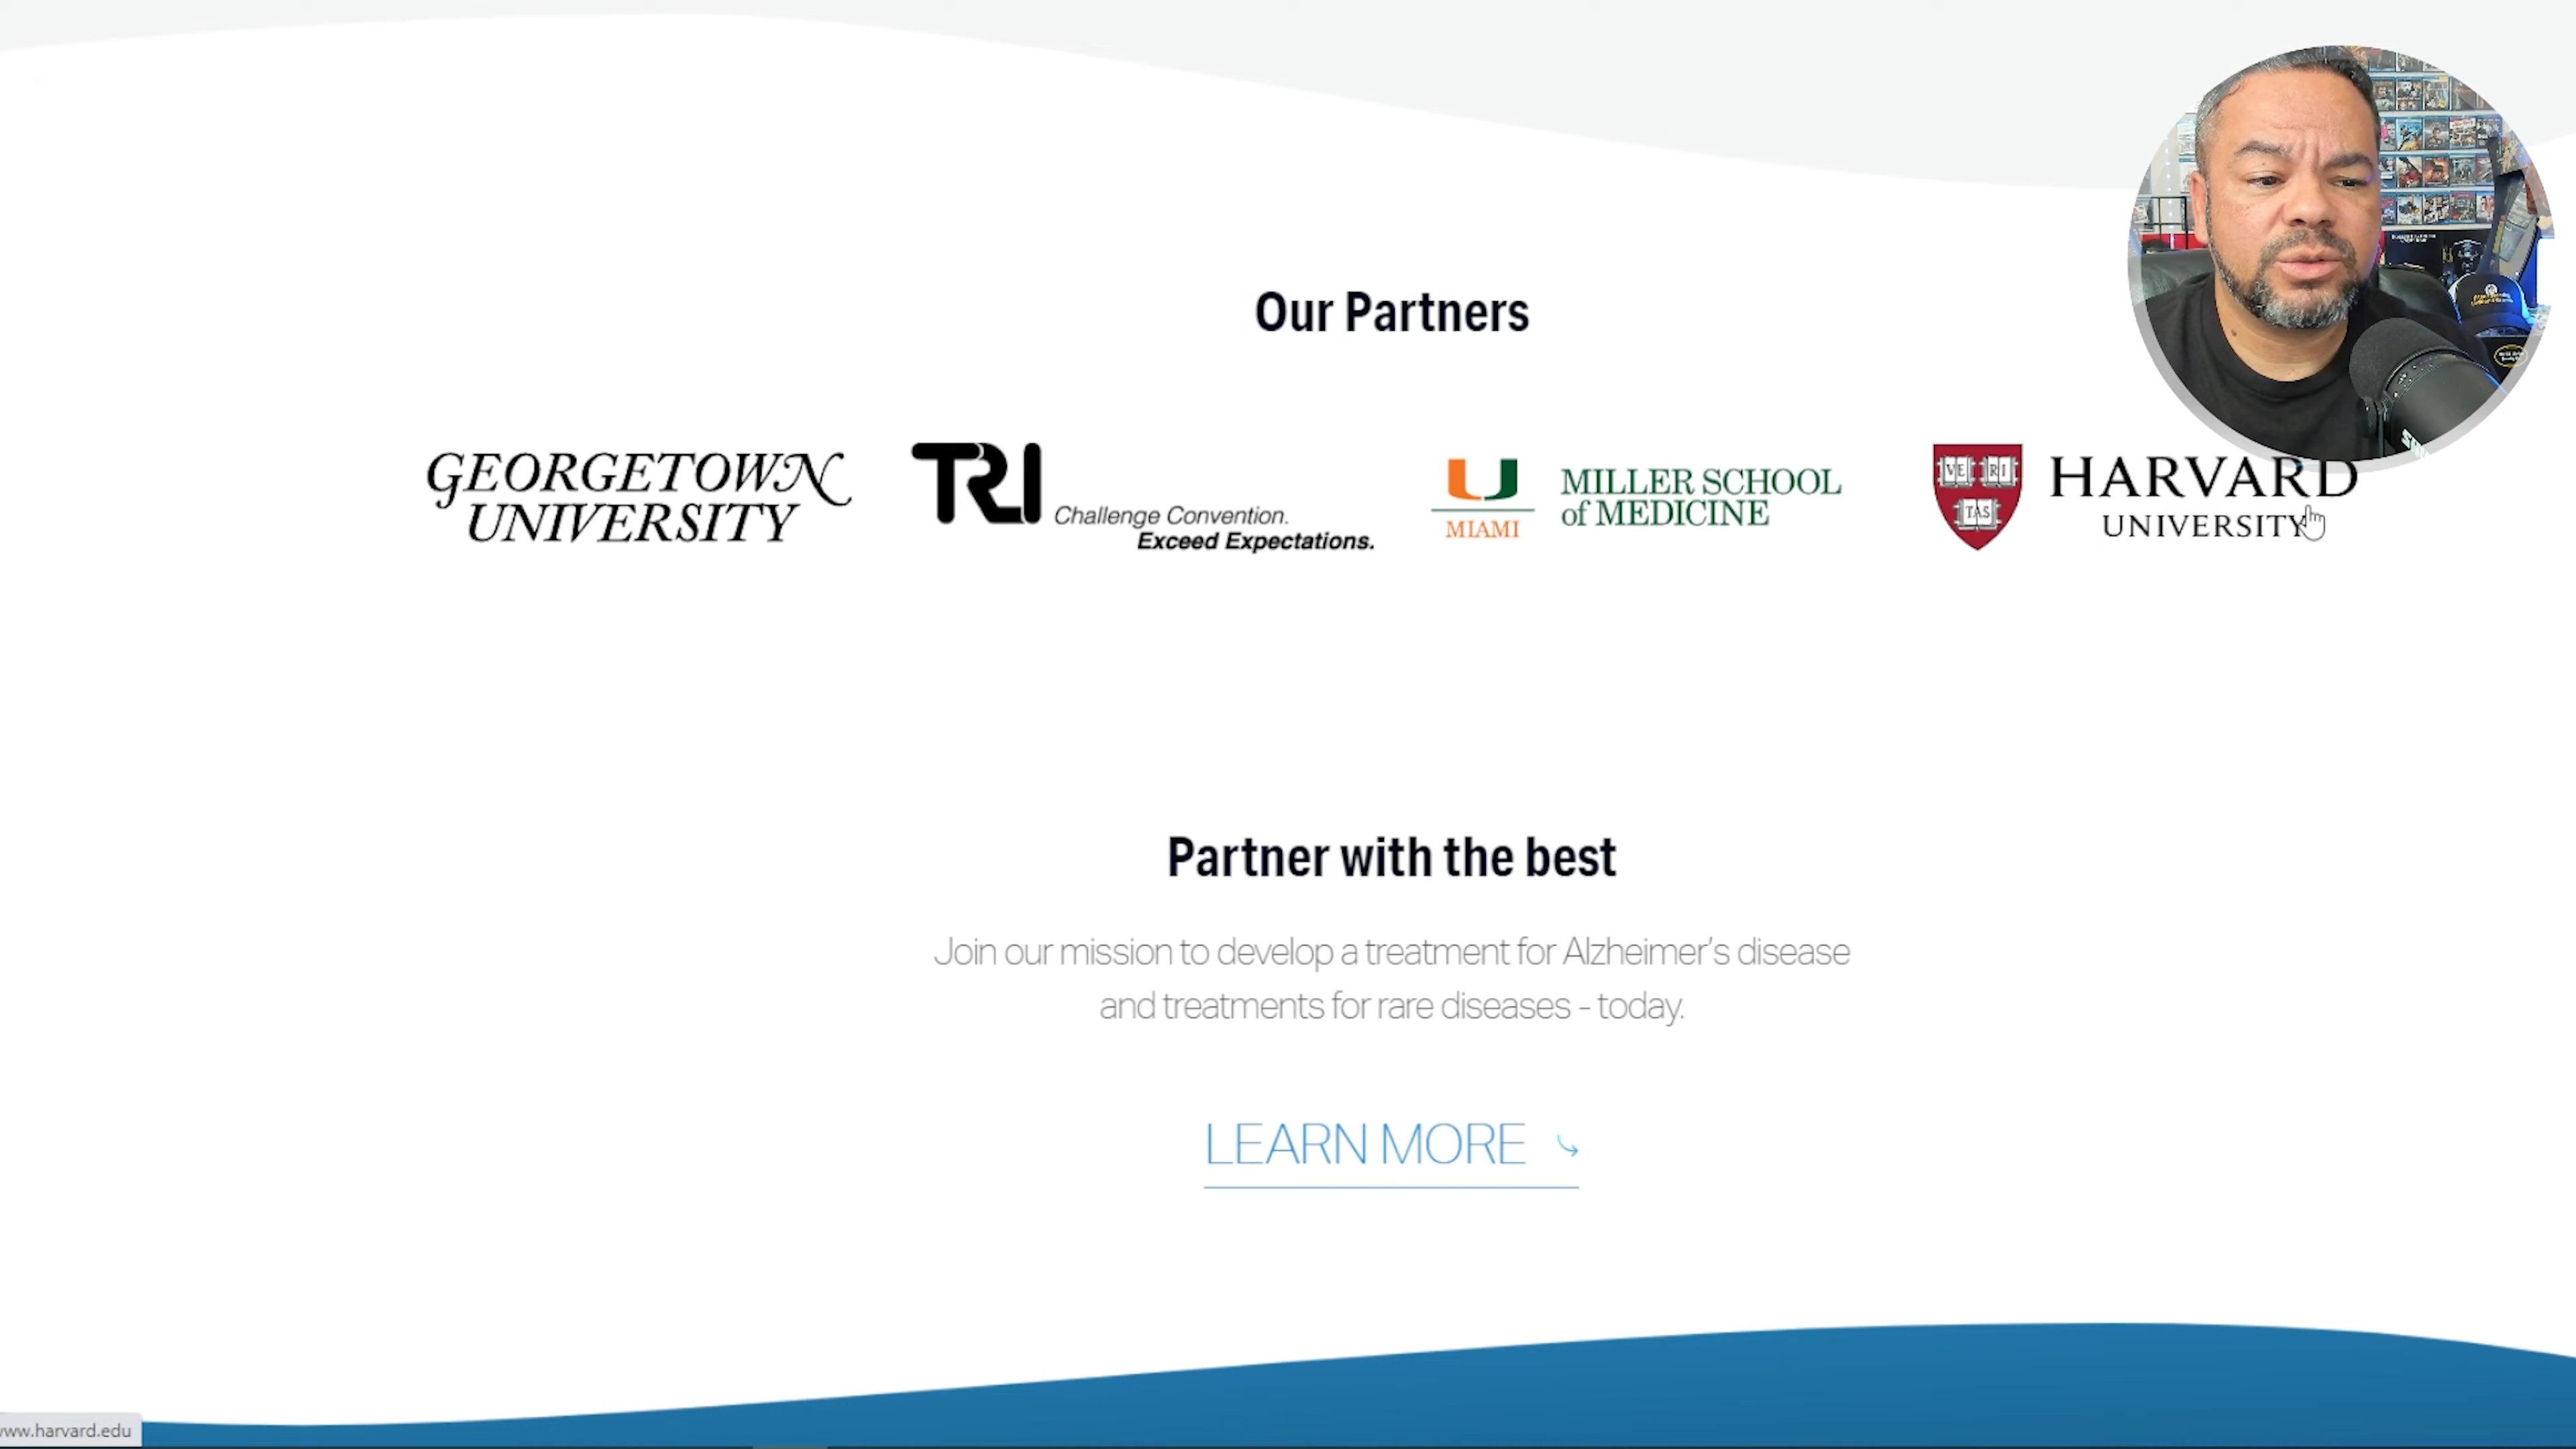 Our Partners
GEORGETOWN
UNIVERSITY
TRI
Challenge Convention.
Exceed Expectations.
MIAMI
MILLER SCHOOL
of MEDICINE
VE RI
TAS
HARVARD
UNIVERSITY
Partner with the best
Join our mission to develop a treatment for Alzheimer's disease
and treatments for rare diseases - today.
LEARN MORE
www.harvard.edu